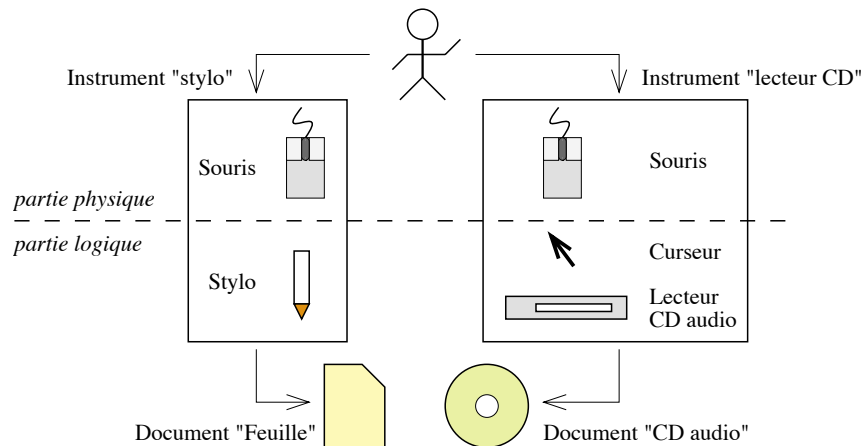 Instrument "stylo"
Instrument "lecteur CD"
Souris
Souris
partie physique
partie logique
Curseur
Stylo
Lecteur
CD audio
Document "Feuille"
Document "CD audio"